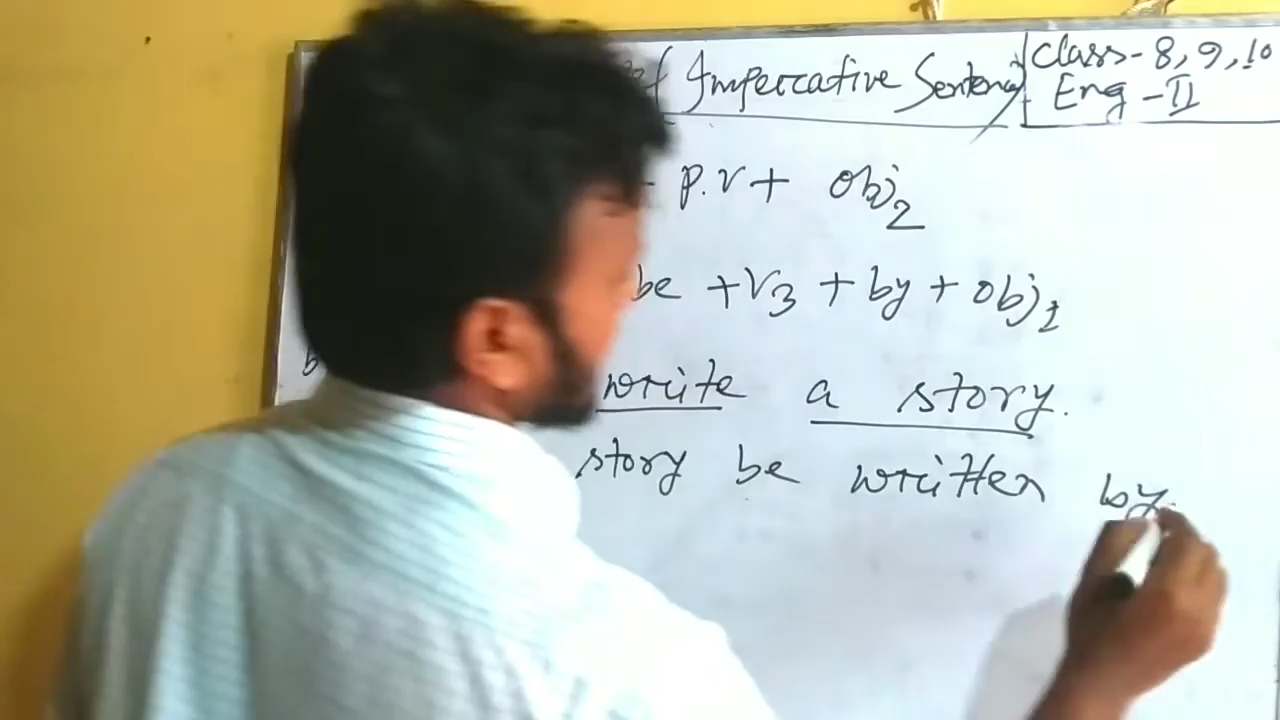 of Imperative Sentence
Class- 8, 9, 10
Eng - II
P.V + Obj2
be + V3 + by + Obj1
write a story.
story be written by